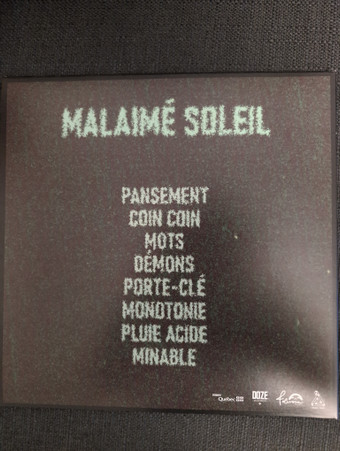 MALAIMÉ SOLEIL
PANSEMENT
COIN COIN
MOTS
DÉMONS
PORTE-CLÉ
MONOTONIE
PLUIE ACIDE
MINABLE
Québec
DOZE